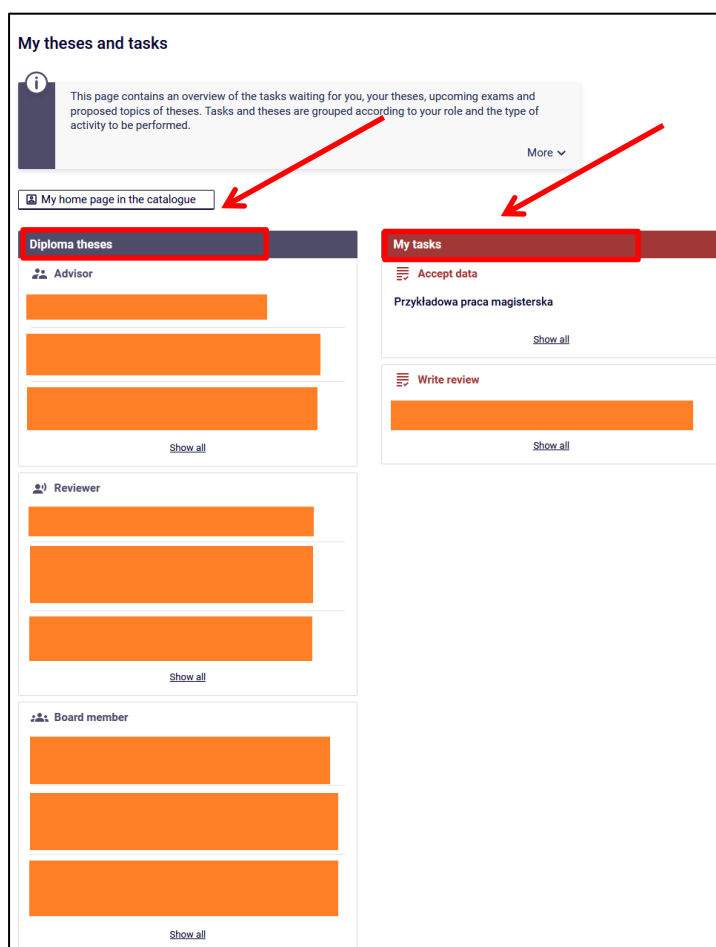 My theses and tasks
This page contains an overview of the tasks waiting for you, your theses, upcoming exams and
proposed topics of theses. Tasks and theses are grouped according to your role and the type of
activity to be performed.
More
My home page in the catalogue
Diploma theses
Advisor
Show all
Reviewer
Show all
Board member
Show all
My tasks
Accept data
Przykładowa praca magisterska
Show all
Write review
Show all